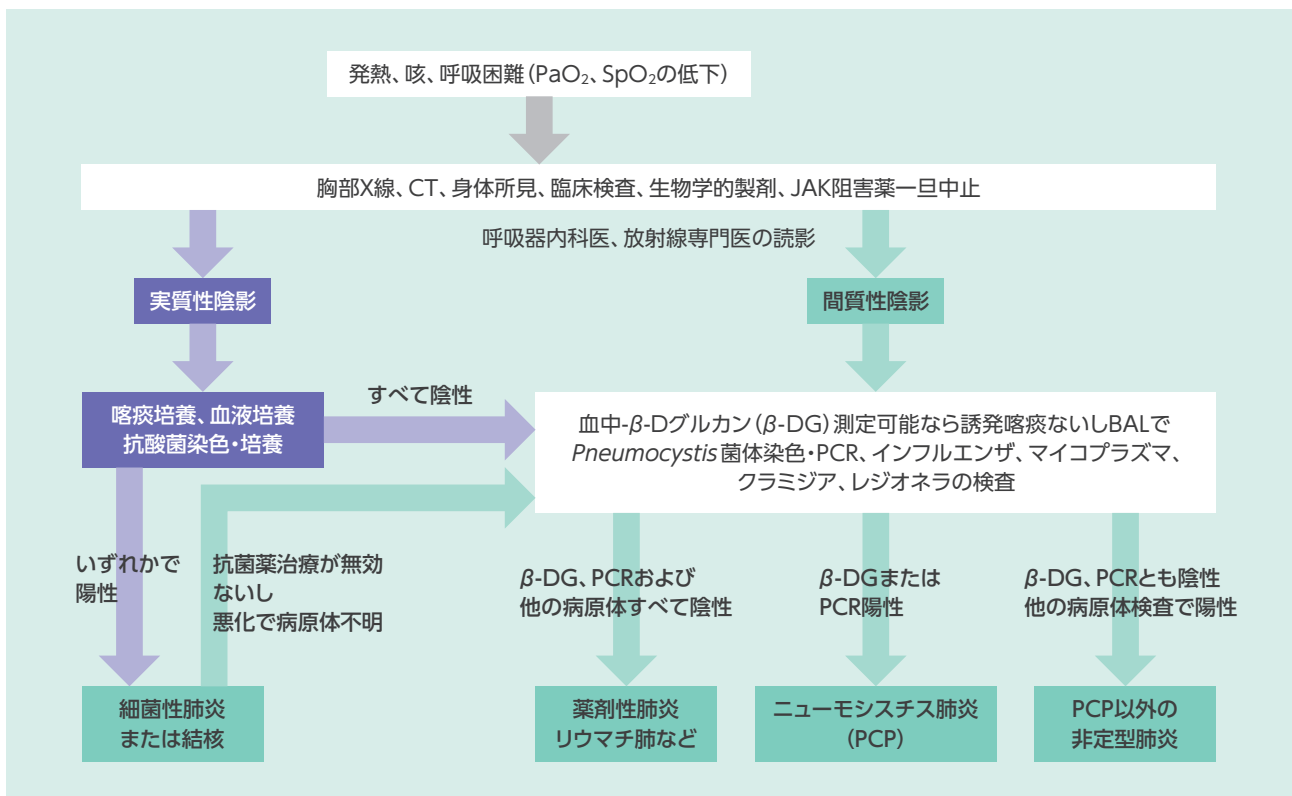 発熱、咳、呼吸困難（PaO₂、SpO₂の低下）
胸部X線、CT、身体所見、臨床検査、生物学的製剤、JAK阻害薬一旦中止
呼吸器内科医、放射線専門医の読影
実質性陰影
間質性陰影
喀痰培養、血液培養
抗酸菌染色・培養
すべて陰性
血中-β-Dグルカン（β-DG）測定可能なら誘発喀痰ないしBALで
Pneumocystis 菌体染色・PCR、インフルエンザ、マイコプラズマ、
クラミジア、レジオネラの検査
いずれかで
陽性
抗菌薬治療が無効
ないし
悪化で病原体不明
β-DG、PCRおよび
他の病原体すべて陰性
β-DGまたは
PCR陽性
β-DG、PCRとも陰性
他の病原体検査で陽性
細菌性肺炎
または結核
薬剤性肺炎
リウマチ肺など
ニューモシスチス肺炎
（PCP）
PCP以外の
非定型肺炎